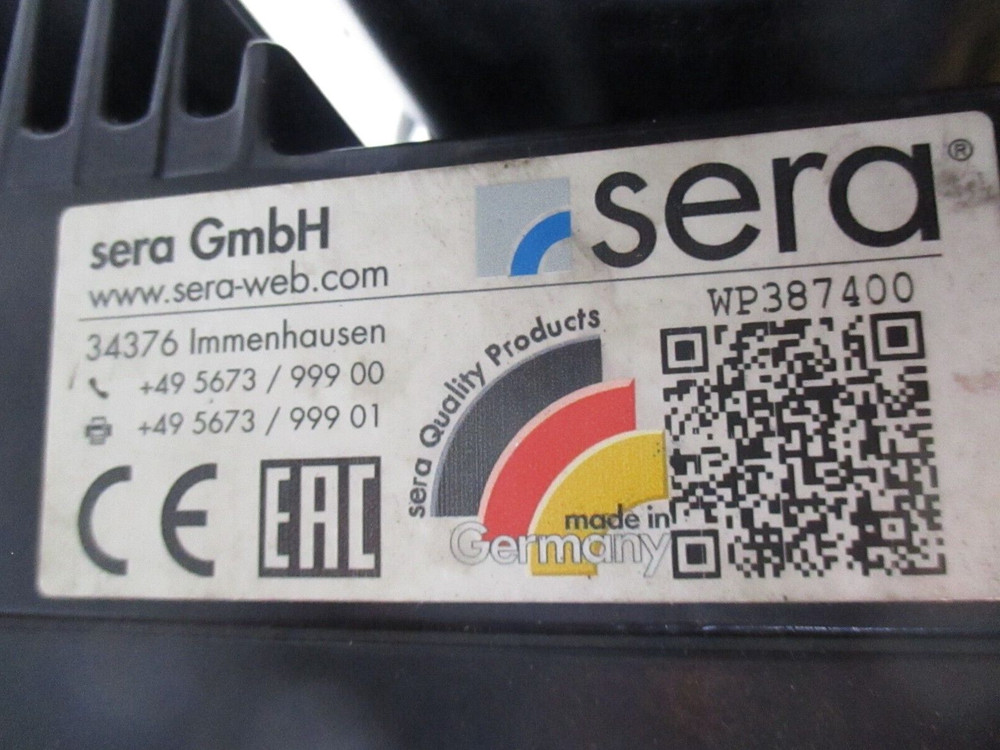 sera GmbH
www.sera-web.com
34376 Immenhausen
+49 5673 / 999 00
+49 5673 / 999 01
CE
EAC
sera®
sera Quality Products
made in
Germany
WP387400